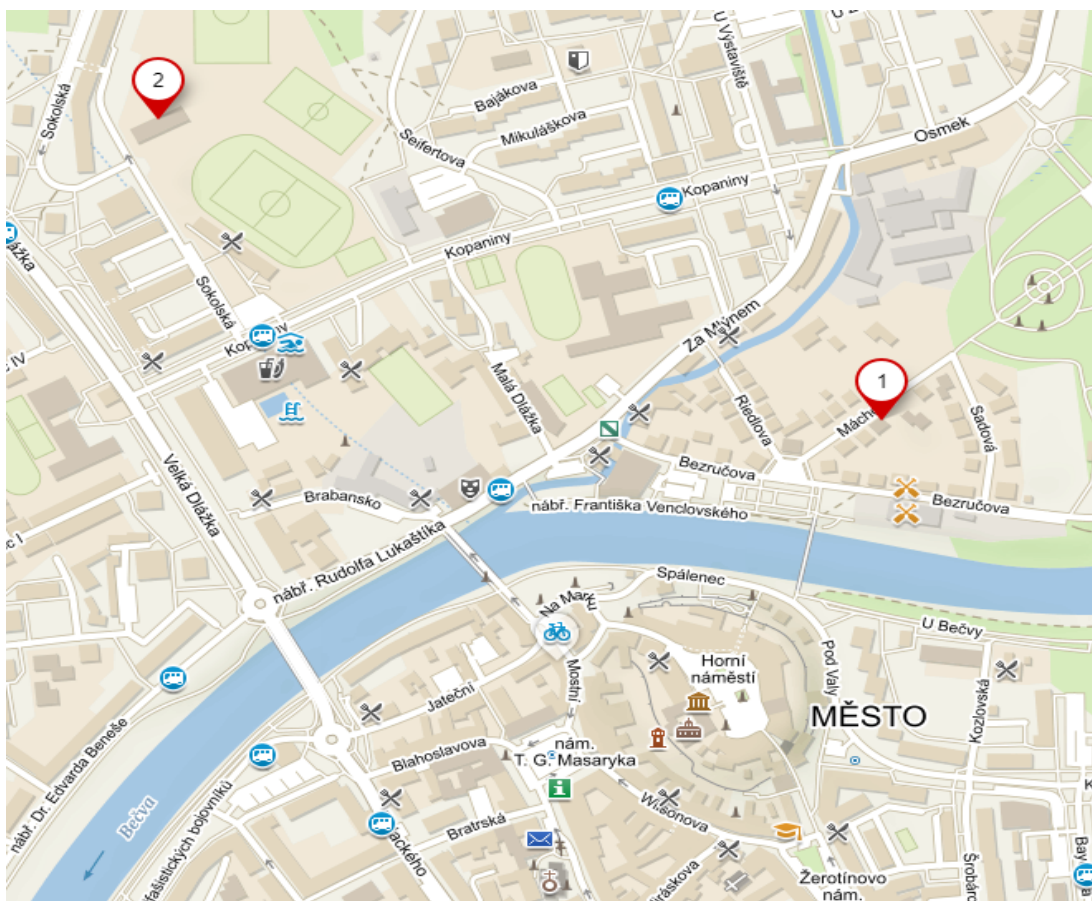 U Výstaviště
2
Sokolská
Bajákova
Mikuláškova
Seifertova
Osmek
Kopaniny
Kopaniny
Sokolská
Za Mlýnem
Malá Dlážka
1
Riedlova
Sadová
Velká Dlážka
Bezručova
Bezručova
Brabansko
nábř. Františka Venclovského
nábř. Rudolfa Lukaštíka
Spálenec
Na Marku
U Bečvy
Pod Valy
Kozlovská
Horní
náměstí
MĚSTO
Mostní
Jateční
Blahoslavova
nám.
T. G. Masaryka
nábř. Dr. Edvarda Beneše
Bečva
Bratrská
Wilsonova
Žerotínovo
nám.